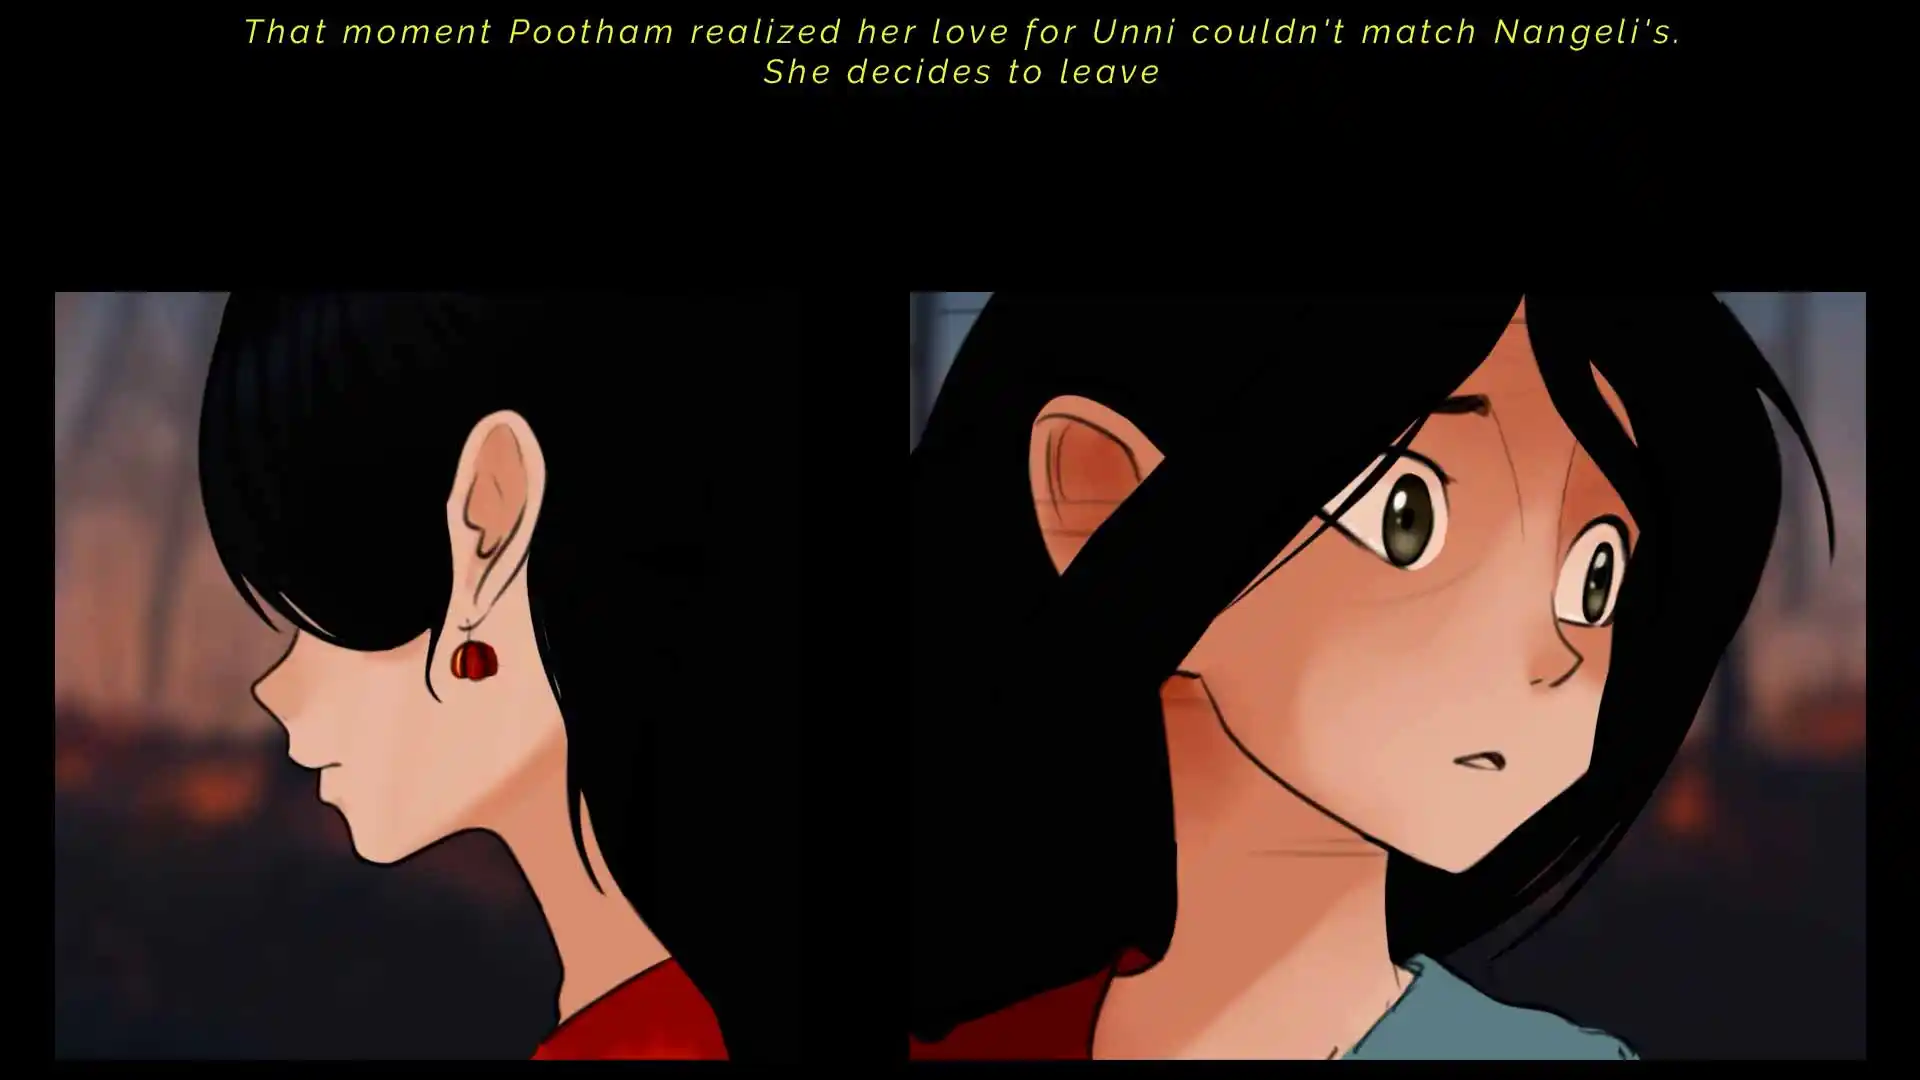 That moment Pootham realized her love for Unni couldn't match Nangeli's.
She decides to leave